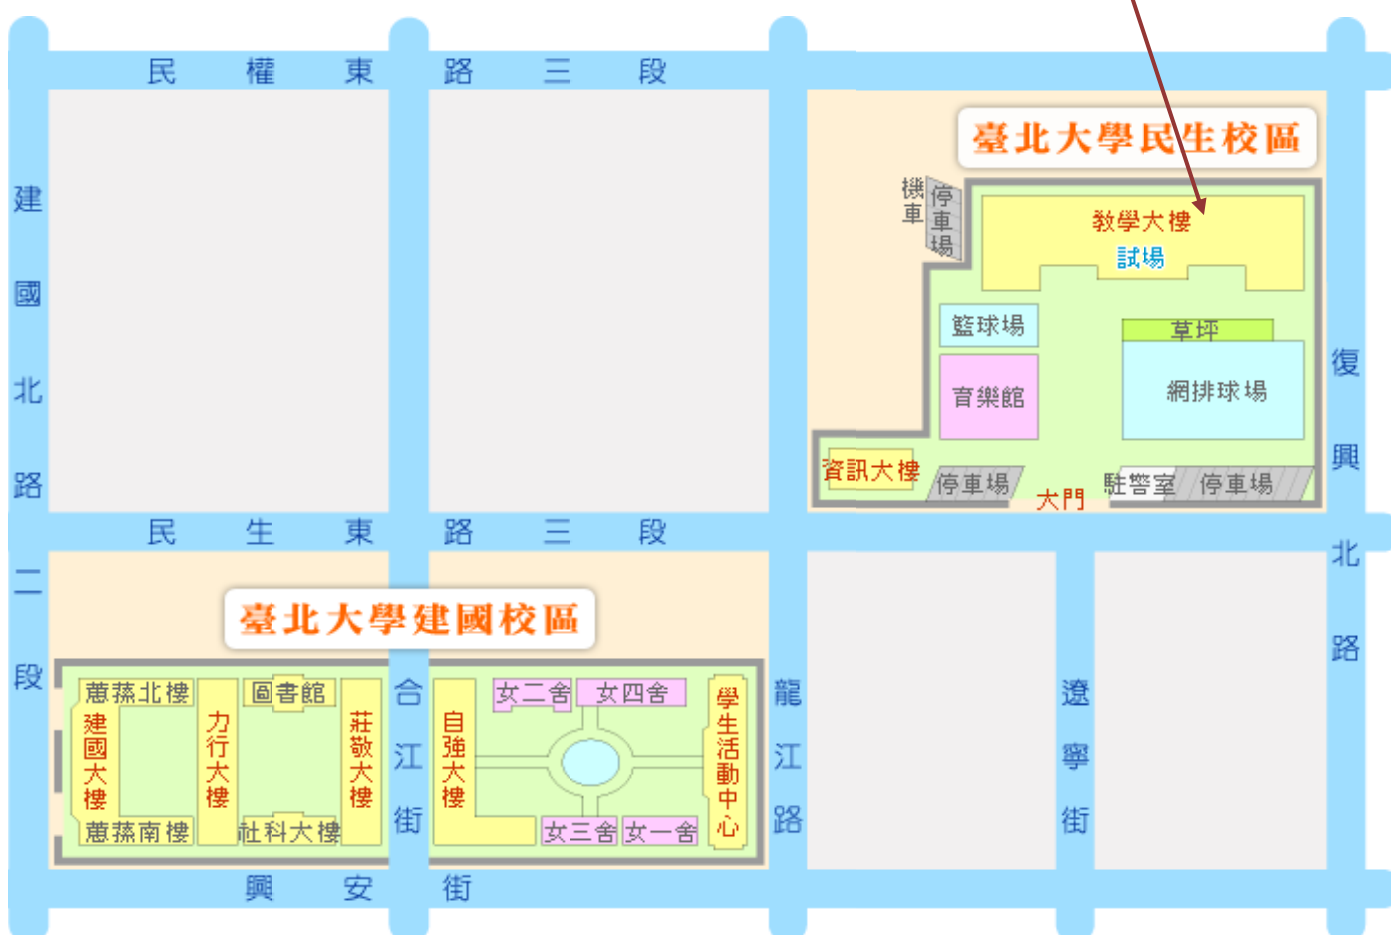 民權東路三段
臺北大學民生校區
機車
停車場
教學大樓
試場
籃球場
草坪
育樂館
網排球場
資訊大樓
停車場
大門
駐警室
停車場
建國北路二段
復興北路
民生東路三段
臺北大學建國校區
蕙蓀北樓
圖書館
建國大樓
力行大樓
莊敬大樓
蕙蓀南樓
社科大樓
合江街
自強大樓
女二舍
女四舍
學生活動中心
女三舍
女一舍
龍江路
遼寧街
興安街